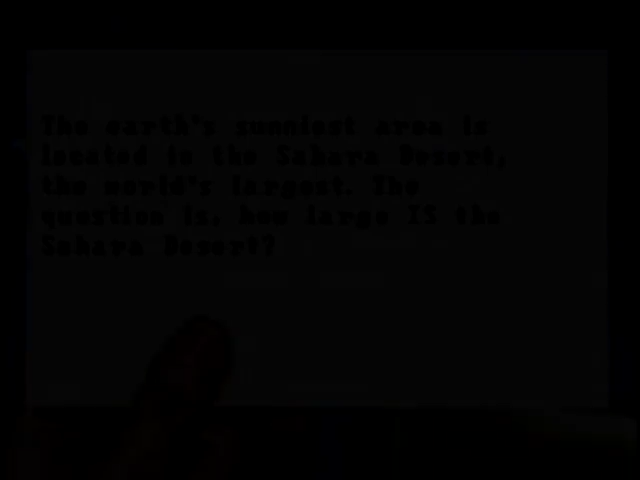 The earth's sunniest area is
located in the Sahara Desert,
the world's largest. The
question is, how large IS the
Sahara Desert?